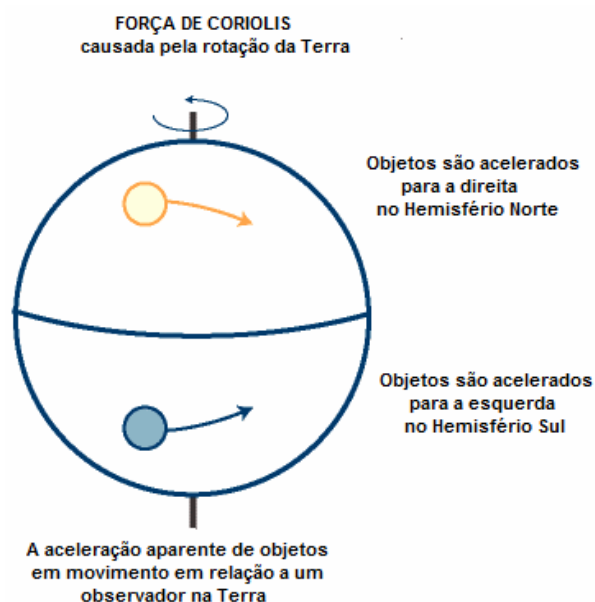 FORÇA DE CORIOLIS
causada pela rotação da Terra
Objetos são acelerados
para a direita
no Hemisfério Norte
Objetos são acelerados
para a esquerda
no Hemisfério Sul
A aceleração aparente de objetos
em movimento em relação a um
observador na Terra